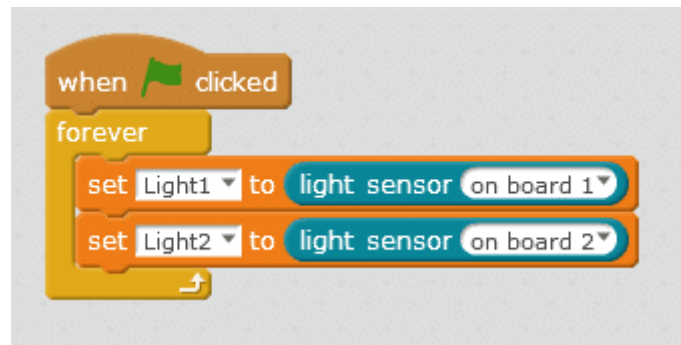 when clicked
forever
set Light1 to light sensor on board 1
set Light2 to light sensor on board 2